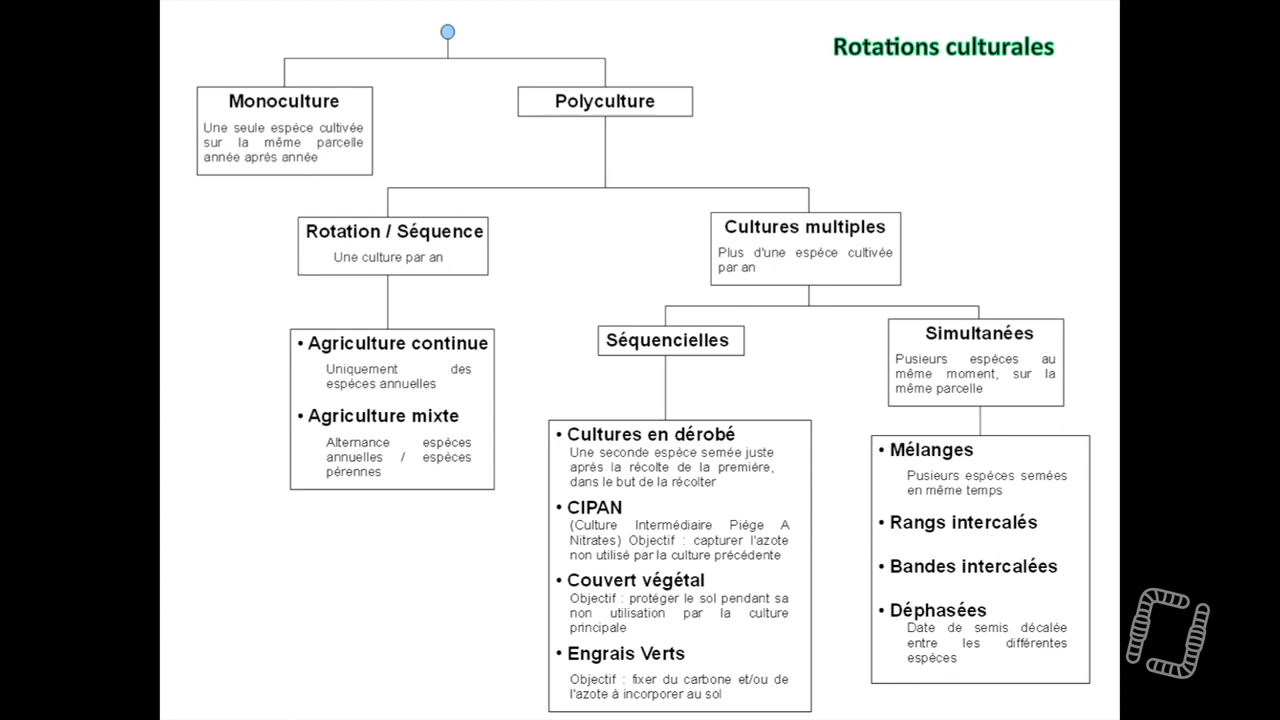 Rotations culturales
Monoculture
Une seule espèce cultivée
sur la même parcelle
année après année
Polyculture
Rotation / Séquence
Une culture par an
Cultures multiples
Plus d'une espèce cultivée
par an
• Agriculture continue
Uniquement des
espèces annuelles
• Agriculture mixte
Alternance espèces
annuelles / espèces
pérennes
Séquencielles
• Cultures en dérobé
Une seconde espèce semée juste
après la récolte de la première,
dans le but de la récolter
• CIPAN
(Culture Intermédiaire Piège A
Nitrates) Objectif : capturer l'azote
non utilisé par la culture précédente
• Couvert végétal
Objectif : protéger le sol pendant sa
non utilisation par la culture
principale
• Engrais Verts
Objectif : fixer du carbone et/ou de
l'azote à incorporer au sol
Simultanées
Pusieurs espèces au
même moment, sur la
même parcelle
• Mélanges
Pusieurs espèces semées
en même temps
• Rangs intercalés
• Bandes intercalées
• Déphasées
Date de semis décalée
entre les différentes
espèces